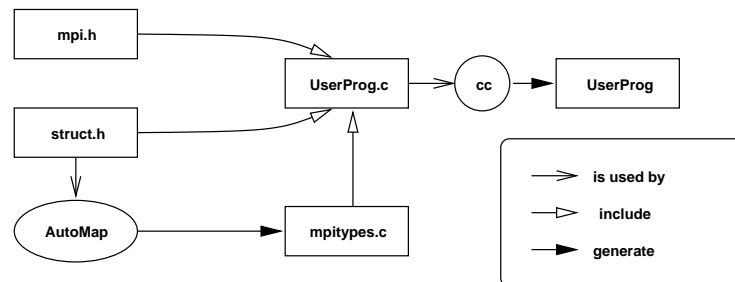 mpi.h
UserProg.c
cc
UserProg
struct.h
is used by
AutoMap
mpitypes.c
include
generate